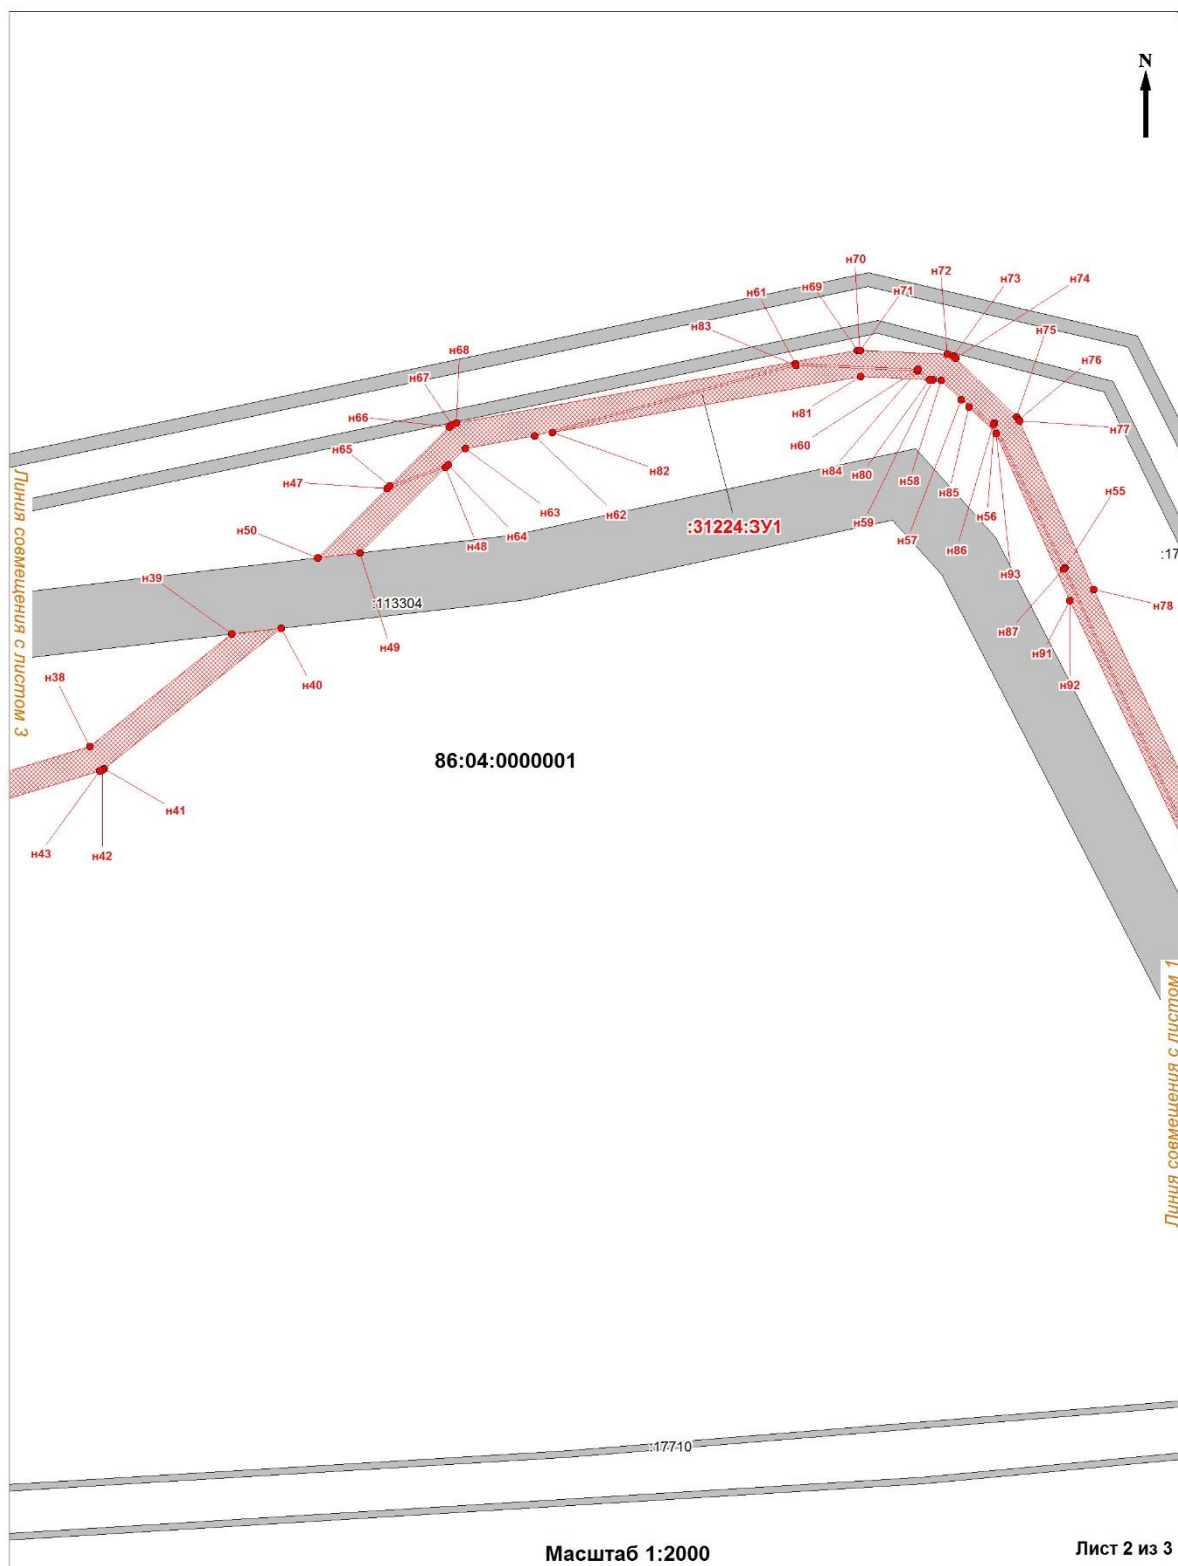 N
н70
н72
н73
н74
н69
н71
н61
н83
н75
н68
н76
н67
н66
н81
н77
н60
н65
н82
н84
н47
н80
н58
н85
н55
н63
н62
н56
:31224:ЗУ1
н59
н48
н64
н57
н86
:17
н50
н93
н39
:113304
н78
н87
н49
н91
Линия совмещения с листом 3
н38
н40
н92
86:04:0000001
н41
н43
н42
Линия совмещения с листом 1
:17710
Масштаб 1:2000
Лист 2 из 3